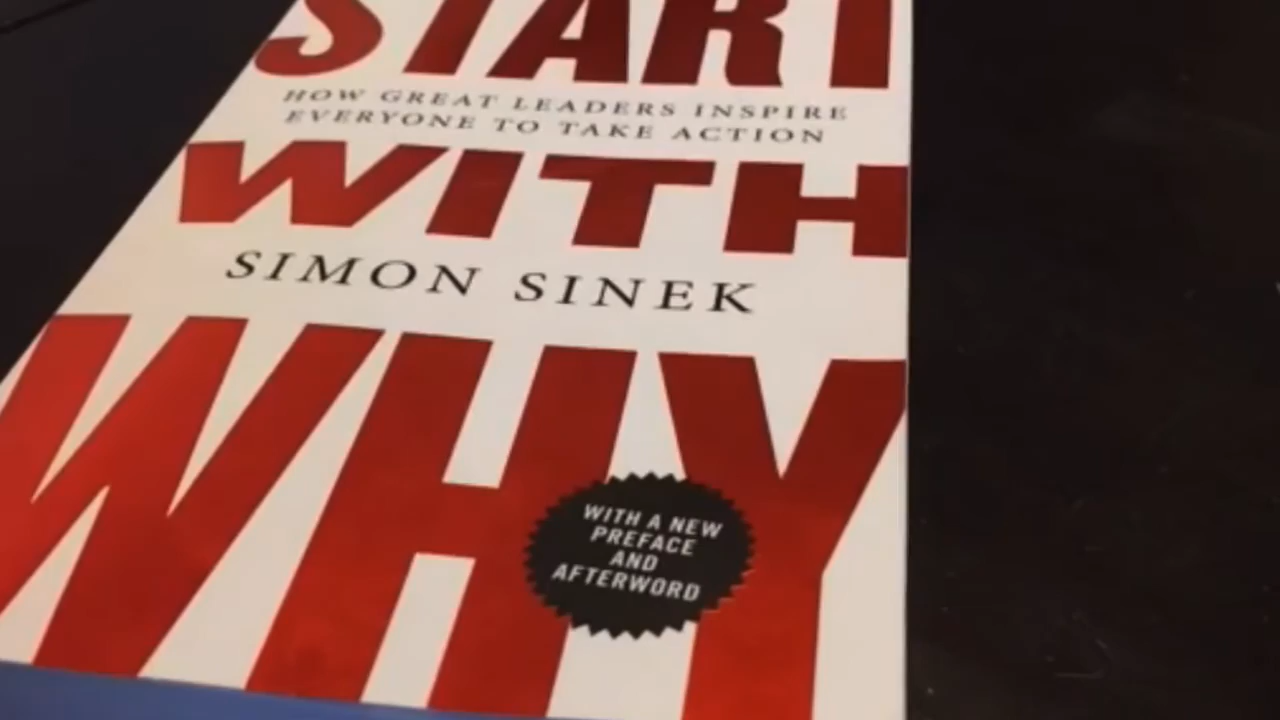 START
HOW GREAT LEADERS INSPIRE
EVERYONE TO TAKE ACTION
WITH
SIMON SINEK
WHY
WITH A NEW
PREFACE
AND
AFTERWORD